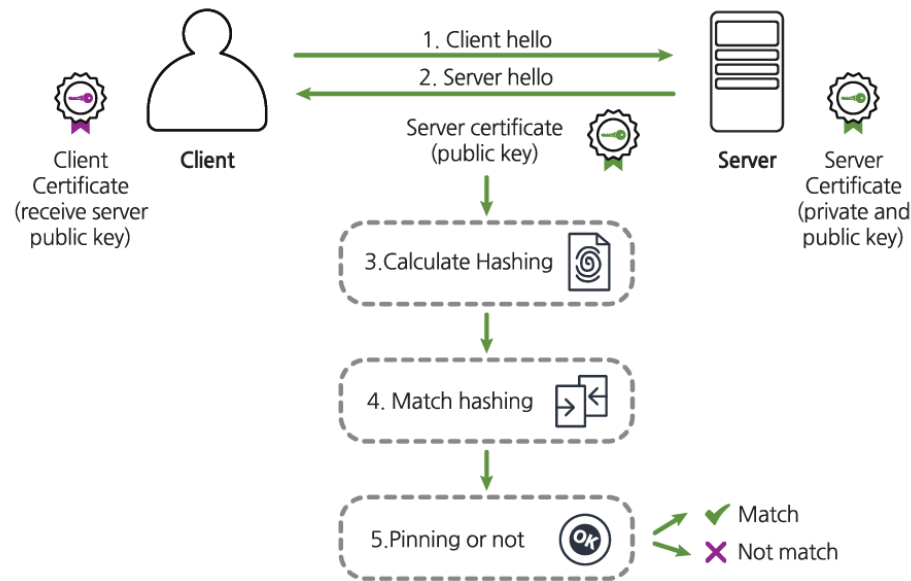 1. Client hello
2. Server hello
Server certificate
(public key)
Client
Server
Client
Certificate
(receive server
public key)
Server
Certificate
(private and
public key)
3.Calculate Hashing
4. Match hashing
5.Pinning or not
OK
Match
Not match